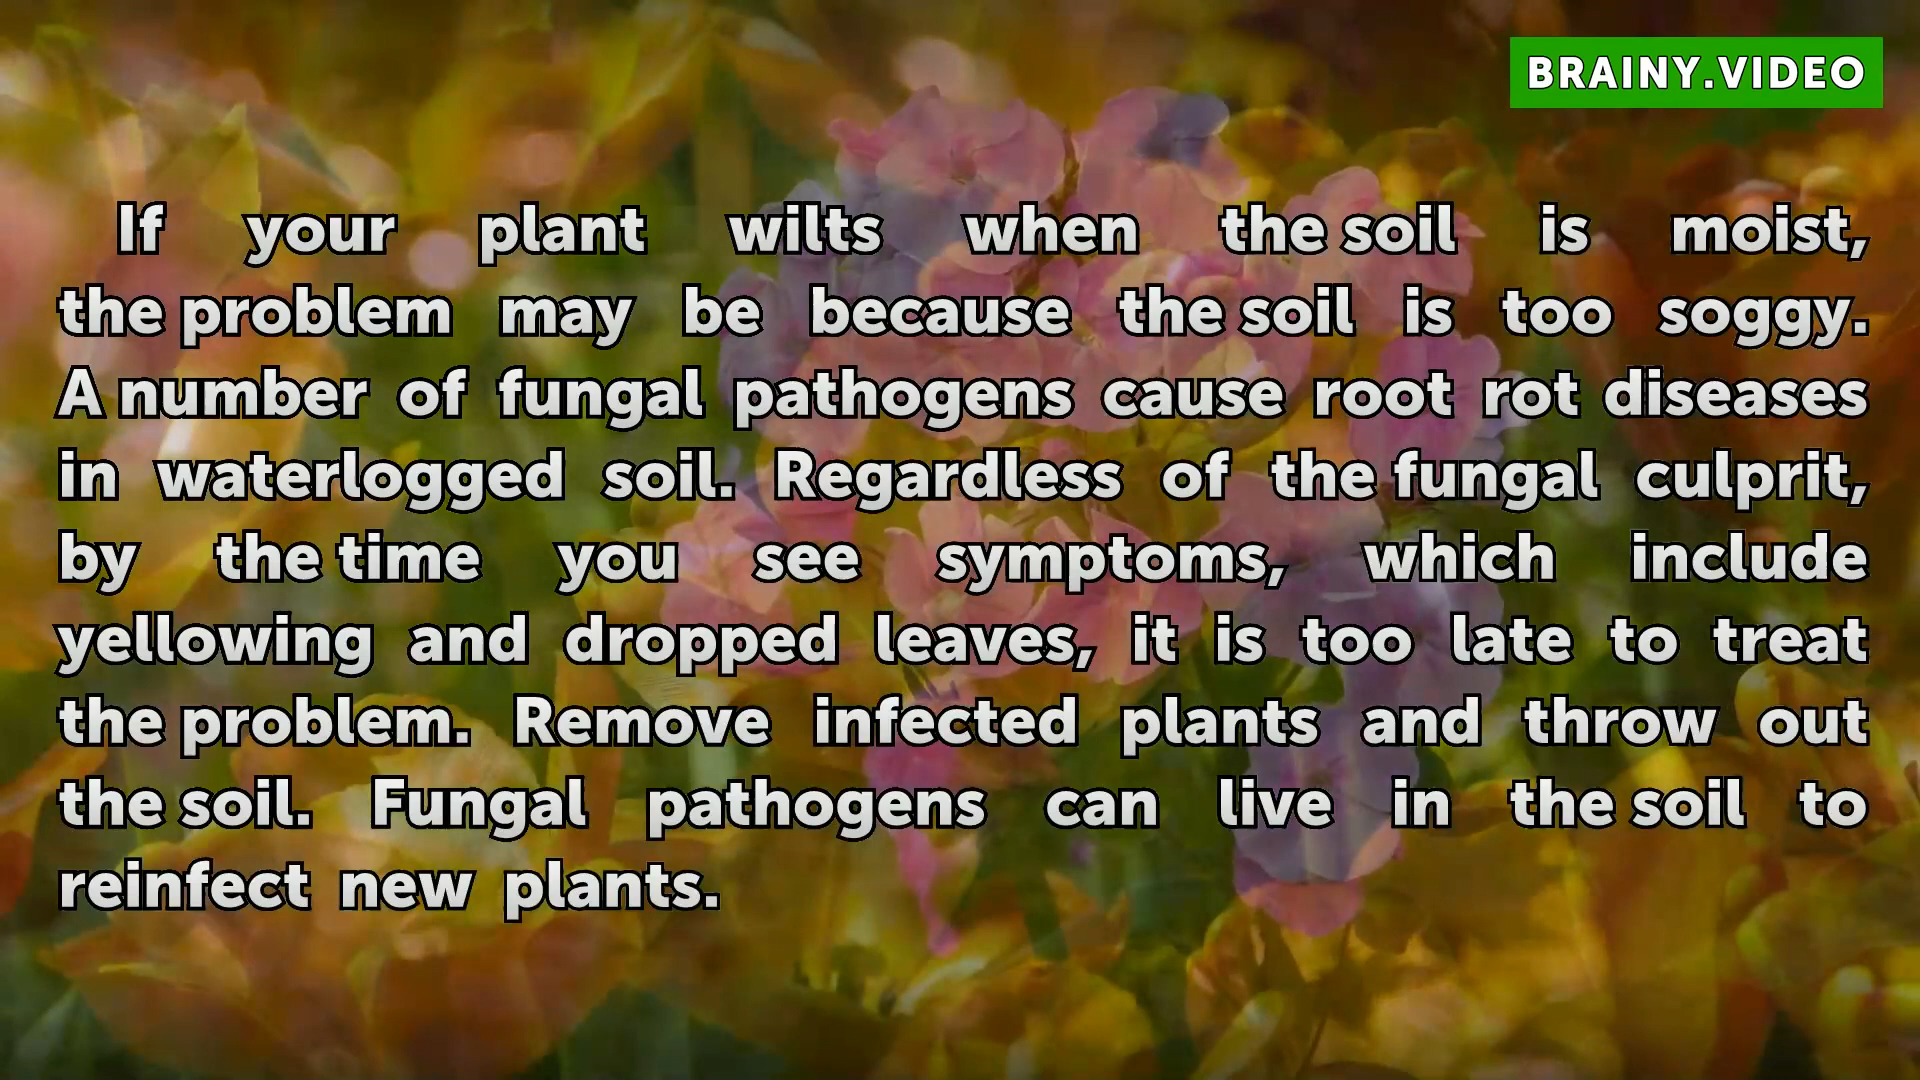 BRAINY.VIDEO
If your plant wilts when the soil is moist,
the problem may be because the soil is too soggy.
A number of fungal pathogens cause root rot diseases
in waterlogged soil. Regardless of the fungal culprit,
by the time you see symptoms, which include
yellowing and dropped leaves, it is too late to treat
the problem. Remove infected plants and throw out
the soil. Fungal pathogens can live in the soil to
reinfect new plants.